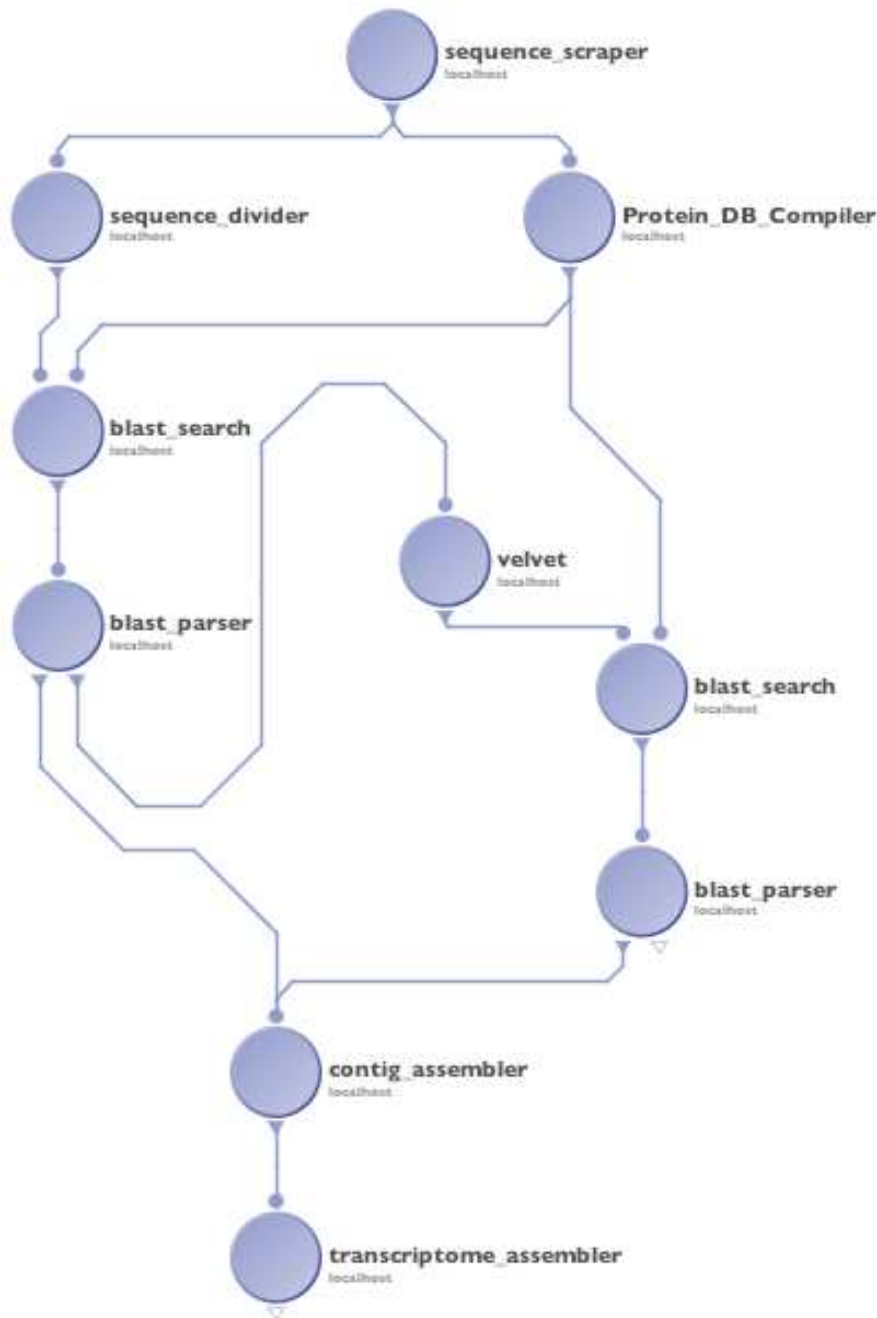 sequence_scraper
localhost
sequence_divider
localhost
Protein_DB_Compiler
localhost
blast_search
localhost
velvet
localhost
blast_parser
localhost
blast_search
localhost
blast_parser
localhost
contig_assembler
localhost
transcriptome_assembler
localhost